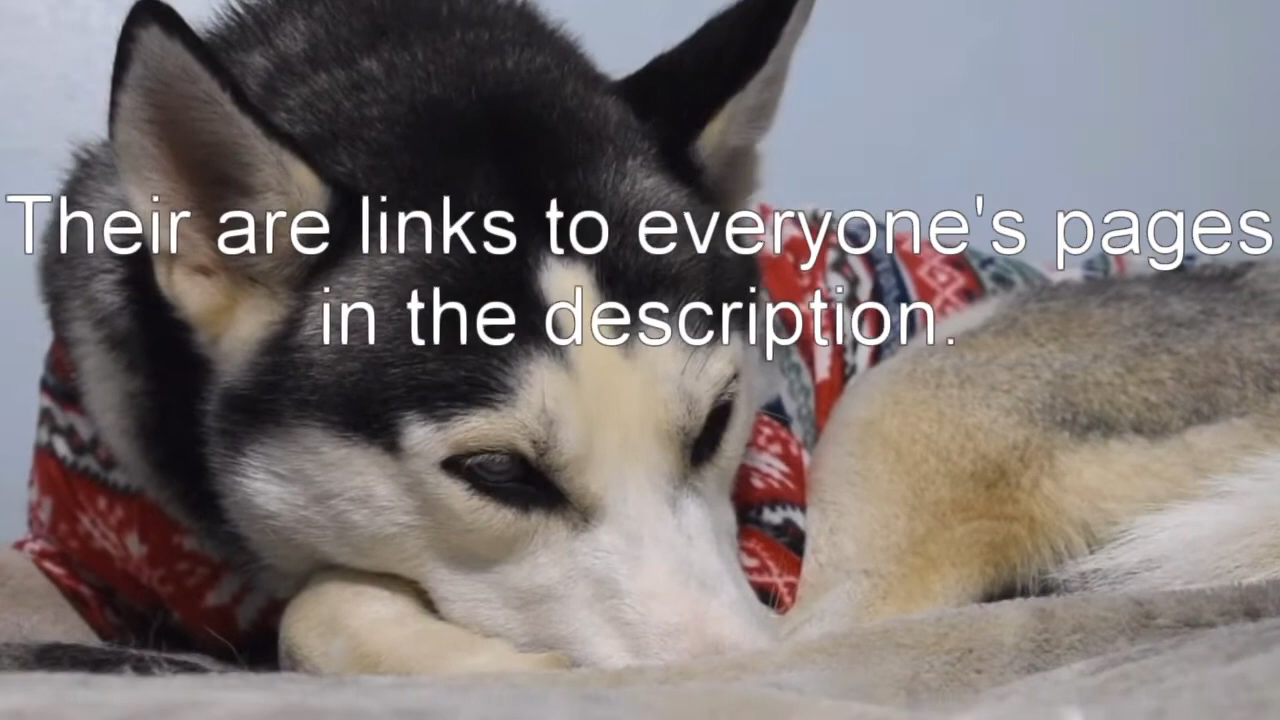 Their are links to everyone's pages
in the description.